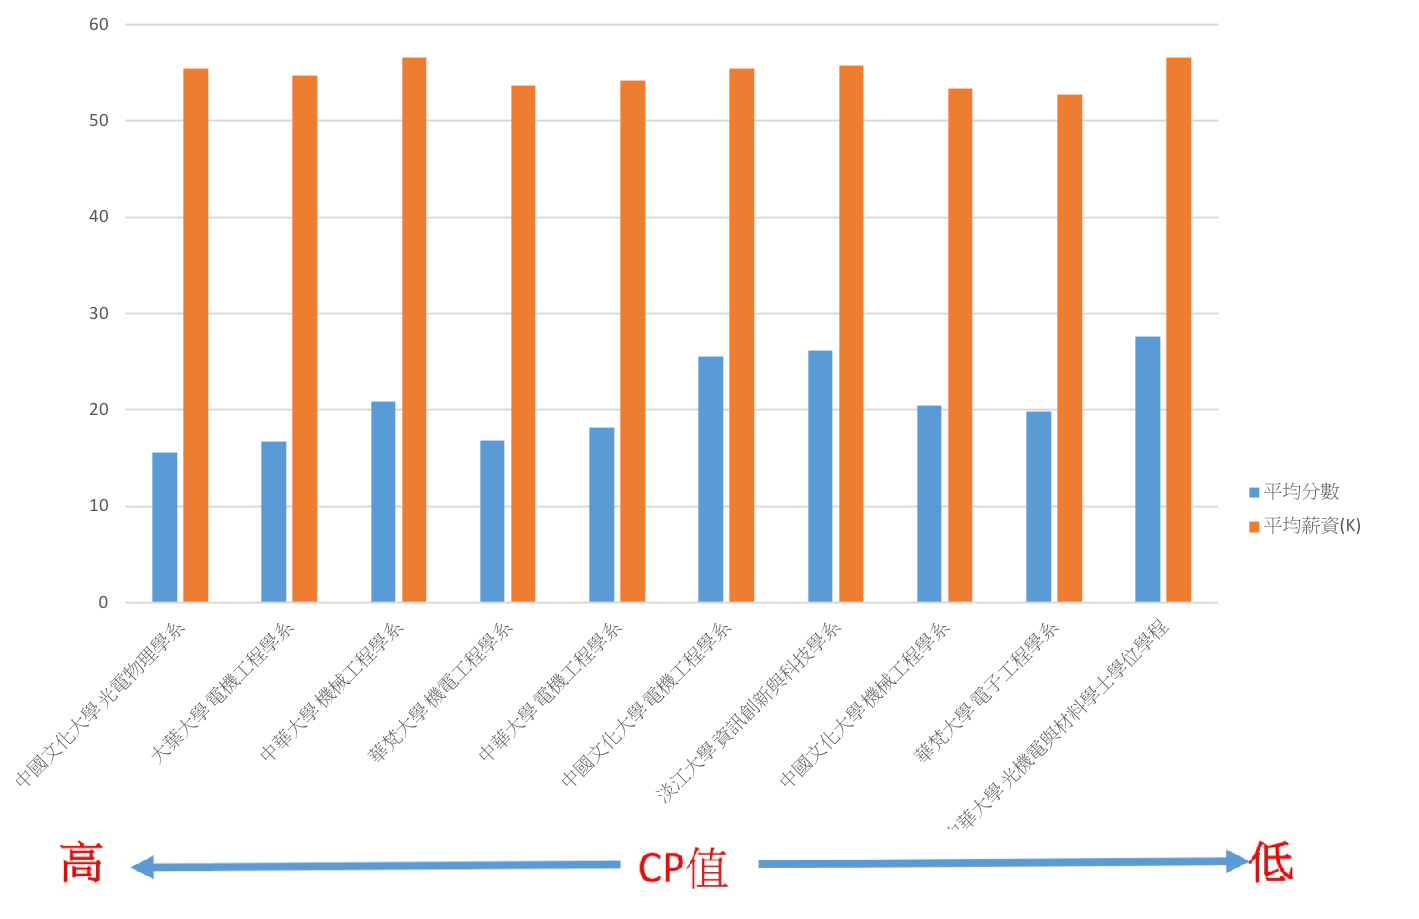 60
50
40
30
20
10
0
平均分數
平均薪資(K)
中國文化大學 光電物理學系
大葉大學 電機工程學系
中華大學 機械工程學系
華梵大學 機電工程學系
中華大學 電機工程學系
中國文化大學 電機工程學系
淡江大學 資訊創新與科技學系
中國文化大學 機械工程學系
華梵大學 電子工程學系
中華大學 光機電與材料學士學位學程
高
CP值
低